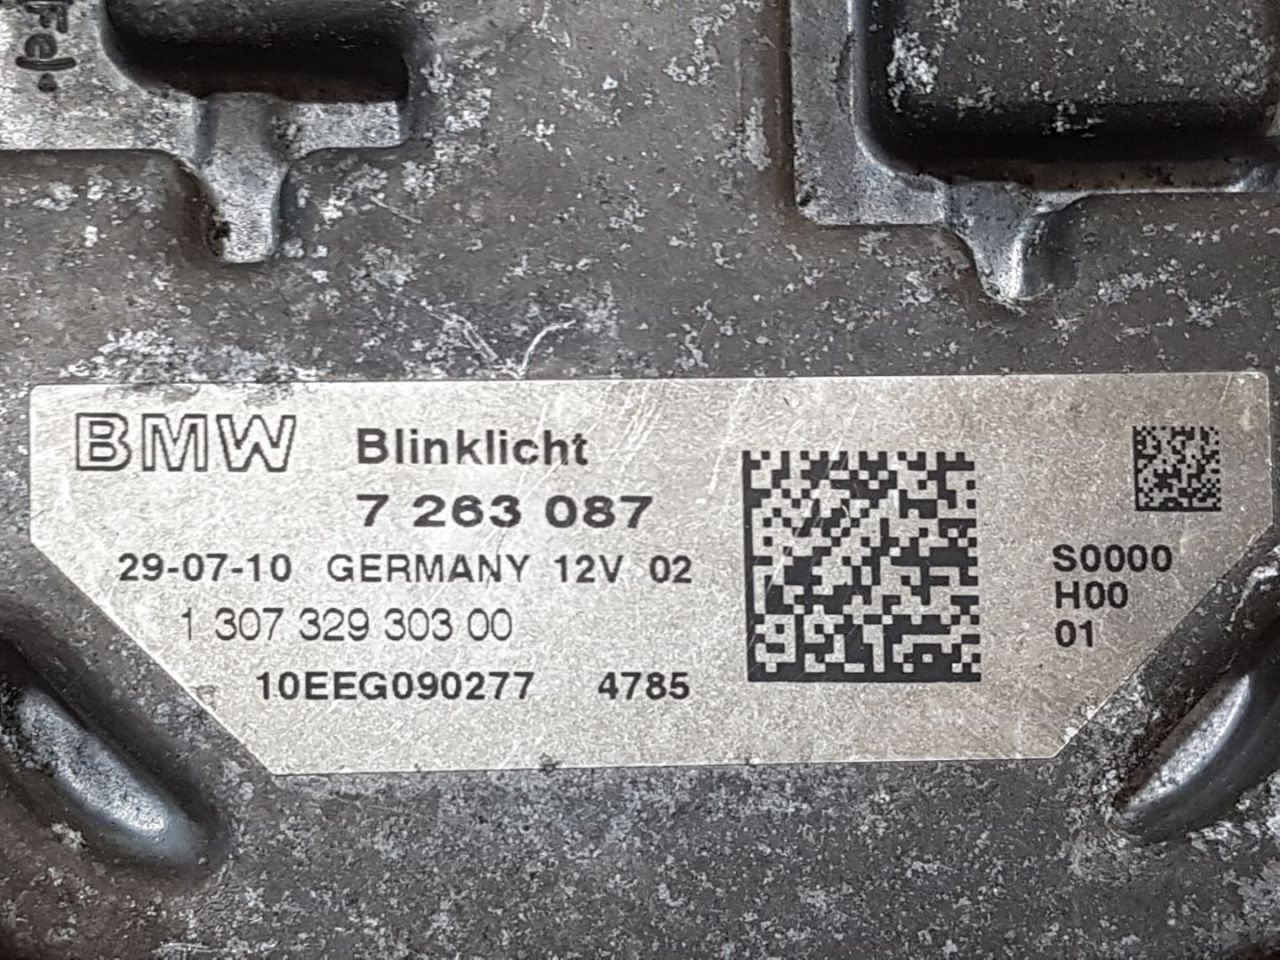 BMW Blinklicht
7 263 087
29-07-10 GERMANY 12V 02
1 307 329 303 00
10EEG090277 4785
S0000
H00
01